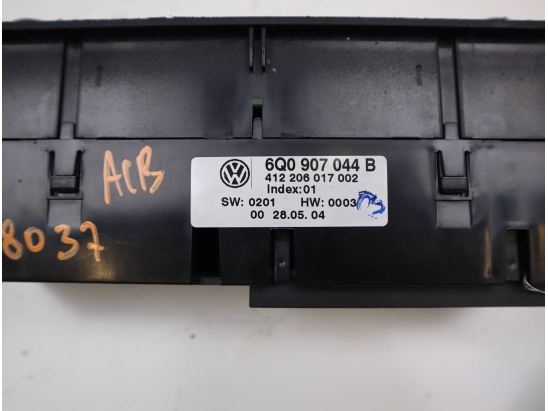 6Q0 907 044 B
412 206 017 002
Index:01
SW: 0201 HW: 0003
00 28.05.04
ACB
8037